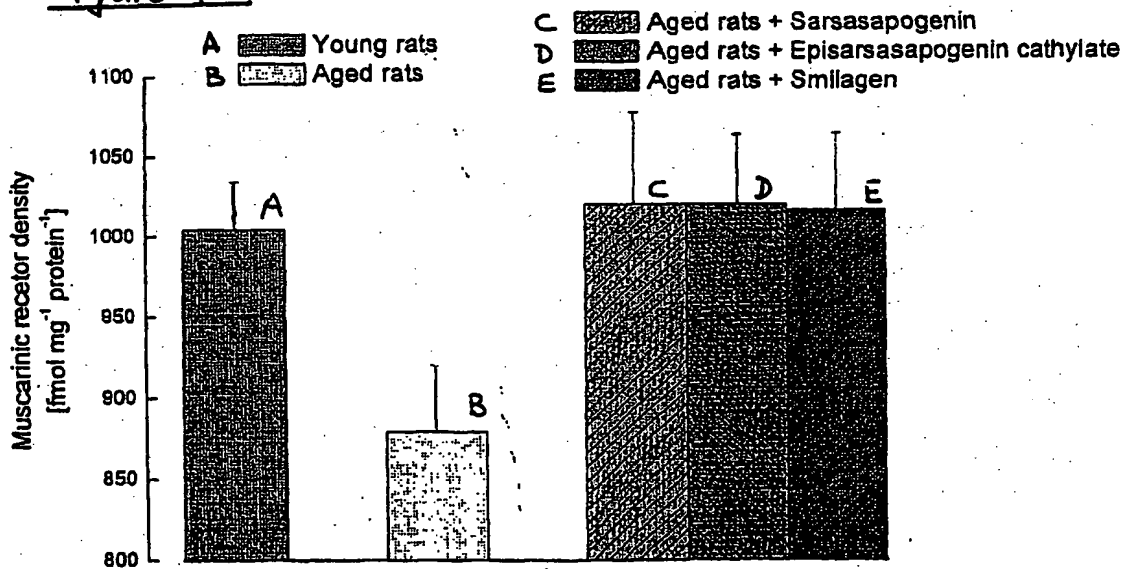 A Young rats
B Aged rats
C Aged rats + Sarsasapogenin
D Aged rats + Episarsasapogenin cathylate
E Aged rats + Smilagen
Muscarinic recetor density
[fmol mg⁻¹ protein⁻¹]
1100
1050
1000
950
900
850
800
A
B
C
D
E